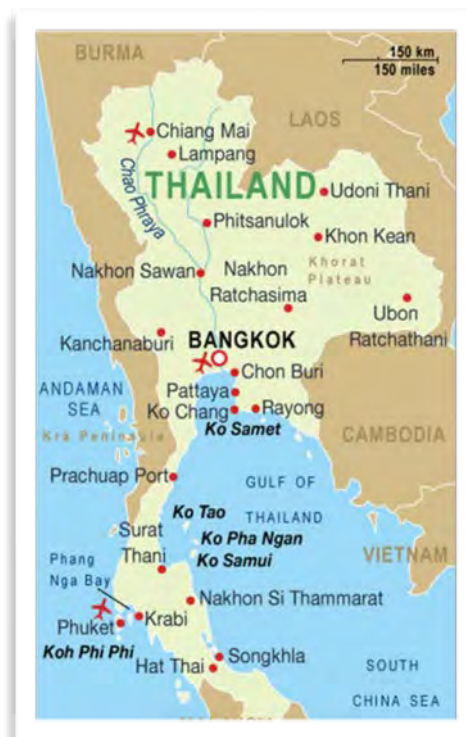 BURMA
150 km
150 miles
LAOS
Chiang Mai
Lampang
Chao Phraya
THAILAND
Udoni Thani
Phitsanulok
Khon Kean
Khorat
Plateau
Nakhon Sawan
Nakhon
Ratchasima
Ubon
Ratchathani
Kanchanaburi
BANGKOK
Chon Buri
Pattaya
ANDAMAN
SEA
Ko Chang
Rayong
Ko Samet
Kra Peninsula
CAMBODIA
Prachuap Port
GULF OF
THAILAND
Ko Tao
Ko Pha Ngan
Ko Samui
Surat
Thani
VIETNAM
Phang
Nga Bay
Nakhon Si Thammarat
Krabi
Phuket
Koh Phi Phi
Hat Thai
Songkhla
SOUTH
CHINA SEA